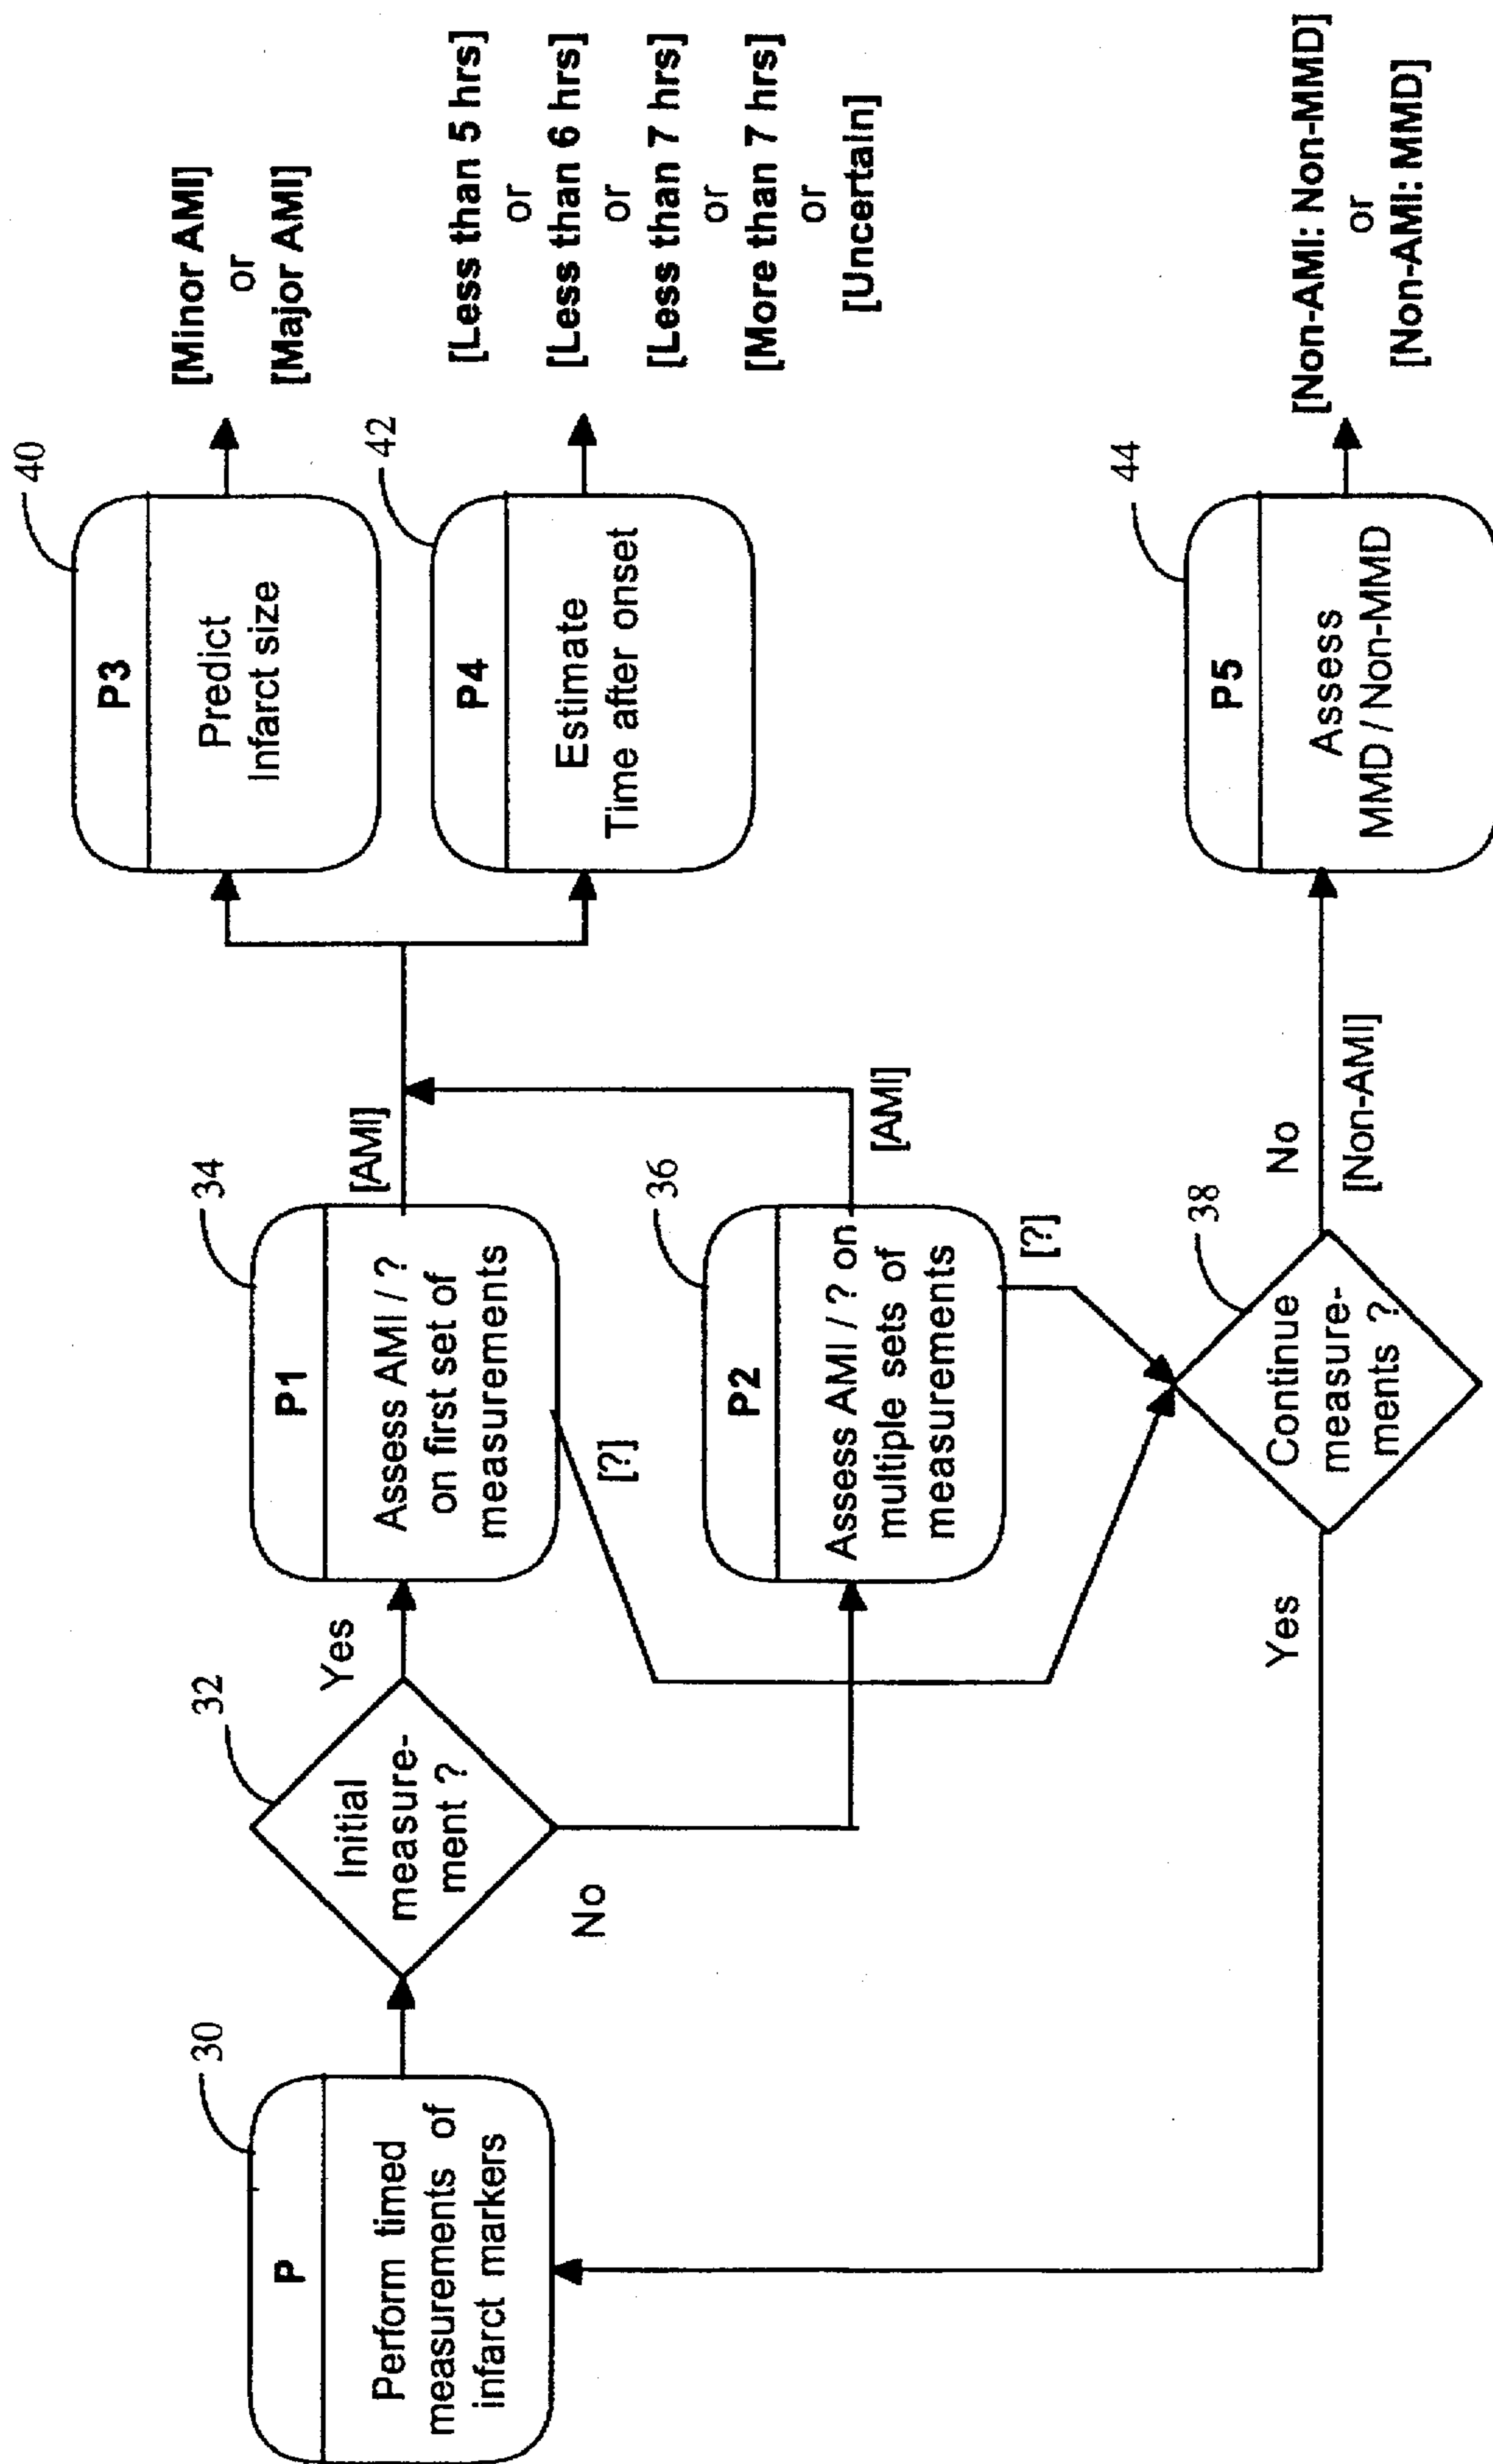 30
P
Perform timed
measurements of
infarct markers
32
Initial
measure-
ment ?
Yes
No
34
P1
Assess AMI / ?
on first set of
measurements
[AMI]
[?]
36
P2
Assess AMI / ? on
multiple sets of
measurements
[AMI]
[?]
38
Continue
measure-
ments ?
Yes
No
[Non-AMI]
40
P3
Predict
Infarct size
[Minor AMI]
or
[Major AMI]
42
P4
Estimate
Time after onset
[Less than 5 hrs]
or
[Less than 6 hrs]
or
[Less than 7 hrs]
or
[More than 7 hrs]
or
[Uncertain]
44
P5
Assess
MMD / Non-MMD
[Non-AMI: Non-MMD]
or
[Non-AMI: MMD]